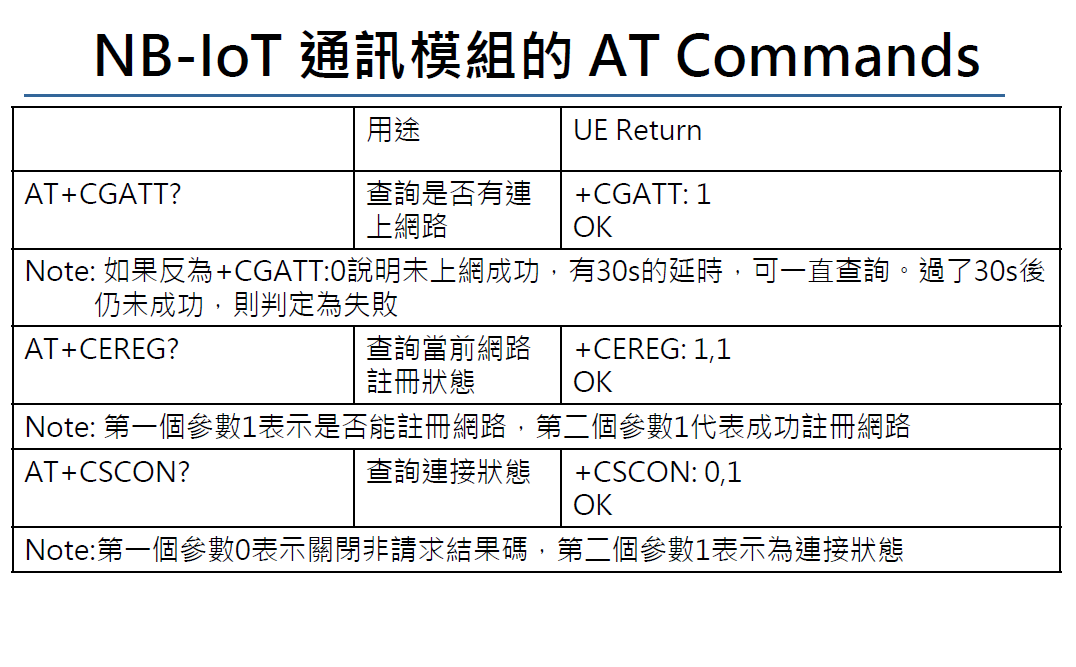 NB-IoT 通訊模組的 AT Commands
用途
UE Return
AT+CGATT?
查詢是否有連
上網路
+CGATT: 1
OK
Note: 如果反為+CGATT:0說明未上網成功，有30s的延時，可一直查詢。過了30s後
仍未成功，則判定為失敗
AT+CEREG?
查詢當前網路
註冊狀態
+CEREG: 1,1
OK
Note: 第一個參數1表示是否能註冊網路，第二個參數1代表成功註冊網路
AT+CSCON?
查詢連接狀態
+CSCON: 0,1
OK
Note:第一個參數0表示關閉非請求結果碼，第二個參數1表示為連接狀態